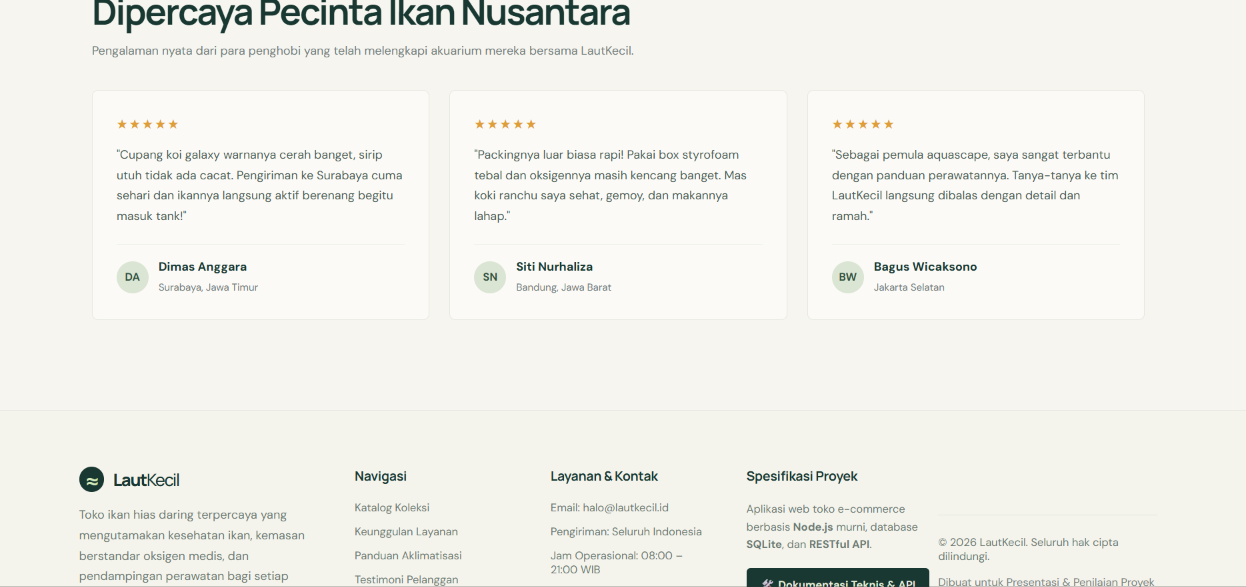 Dipercaya Pecinta Ikan Nusantara
Pengalaman nyata dari para penghobi yang telah melengkapi akuarium mereka bersama LautKecil.
★★★★★
"Cupang koi galaxy warnanya cerah banget, sirip
utuh tidak ada cacat. Pengiriman ke Surabaya cuma
sehari dan ikannya langsung aktif berenang begitu
masuk tank!"
DA
Dimas Anggara
Surabaya, Jawa Timur
★★★★★
"Packingnya luar biasa rapi! Pakai box styrofoam
tebal dan oksigennya masih kencang banget. Mas
koki ranchu saya sehat, gemoy, dan makannya
lahap."
SN
Siti Nurhaliza
Bandung, Jawa Barat
★★★★★
"Sebagai pemula aquascape, saya sangat terbantu
dengan panduan perawatannya. Tanya-tanya ke tim
LautKecil langsung dibalas dengan detail dan
ramah."
BW
Bagus Wicaksono
Jakarta Selatan
LautKecil
Toko ikan hias daring terpercaya yang
mengutamakan kesehatan ikan, kemasan
berstandar oksigen medis, dan
pendampingan perawatan bagi setiap
Navigasi
Katalog Koleksi
Keunggulan Layanan
Panduan Aklimatisasi
Testimoni Pelanggan
Layanan & Kontak
Email: halo@lautkecil.id
Pengiriman: Seluruh Indonesia
Jam Operasional: 08:00 –
21:00 WIB
Spesifikasi Proyek
Aplikasi web toko e-commerce
berbasis Node.js murni, database
SQLite, dan RESTful API.
🛠 Dokumentasi Teknis & API
© 2026 LautKecil. Seluruh hak cipta
dilindungi.
Dibuat untuk Presentasi & Penilaian Proyek